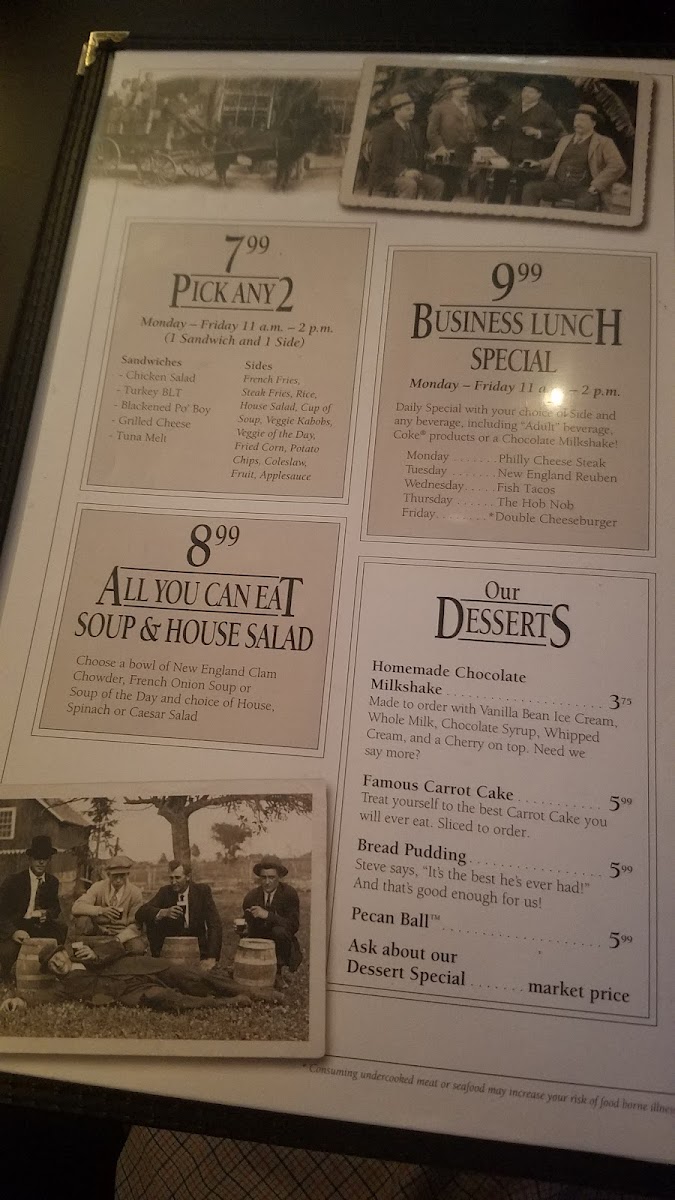 7 99
PICK ANY 2
Monday – Friday 11 a.m. – 2 p.m.
(1 Sandwich and 1 Side)
Sandwiches
- Chicken Salad
- Turkey BLT
- Blackened Po' Boy
- Grilled Cheese
- Tuna Melt
Sides
French Fries,
Steak Fries, Rice,
House Salad, Cup of
Soup, Veggie Kabobs,
Veggie of the Day,
Fried Corn, Potato
Chips, Coleslaw,
Fruit, Applesauce
9 99
BUSINESS LUNCH
SPECIAL
Monday – Friday 11 a.m. – 2 p.m.
Daily Special with your choice of Side and
any beverage, including "Adult" beverage,
Coke® products or a Chocolate Milkshake!
Monday ........ Philly Cheese Steak
Tuesday ........ New England Reuben
Wednesday..... Fish Tacos
Thursday ...... The Hob Nob
Friday......... *Double Cheeseburger
8 99
ALL YOU CAN EAT
SOUP & HOUSE SALAD
Choose a bowl of New England Clam
Chowder, French Onion Soup or
Soup of the Day and choice of House,
Spinach or Caesar Salad
Our
DESSERTS
Homemade Chocolate
Milkshake ..................... 3 75
Made to order with Vanilla Bean Ice Cream,
Whole Milk, Chocolate Syrup, Whipped
Cream, and a Cherry on top. Need we
say more?
Famous Carrot Cake ........... 5 99
Treat yourself to the best Carrot Cake you
will ever eat. Sliced to order.
Bread Pudding ................. 5 99
Steve says, "It's the best he's ever had!"
And that's good enough for us!
Pecan Ball™ ..................... 5 99
Ask about our
Dessert Special ....... market price
* Consuming undercooked meat or seafood may increase your risk of food borne illness